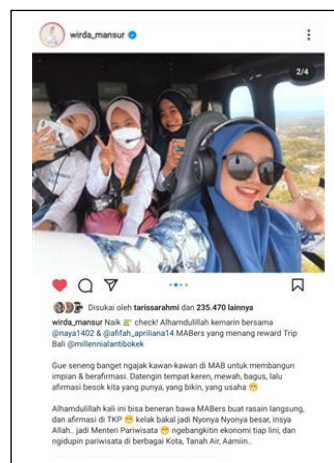 wirda_mansur
2/4
Disukai oleh tarissarahmi dan 235.470 lainnya
wirda_mansur Naik 🚁 check! Alhamdulillah kemarin bersama
@naya1402 & @afifah_apriliana14 MABers yang menang reward Trip
Bali @millennialantibokek
Gue seneng banget ngajak kawan-kawan di MAB untuk membangun
impian & berafirmasi. Datengin tempat keren, mewah, bagus, lalu
afirmasi besok kita yang punya, yang bikin, yang usaha 😁
Alhamdulillah kali ini bisa beneran bawa MABers buat rasain langsung,
dan afirmasi di TKP 😁 kelak bakal jadi Nyonya Nyonya besar, insya
Allah.. jadi Menteri Pariwisata 😁 ngebangkitin ekonomi tiap lini, dan
ngidupin pariwisata di berbagai Kota, Tanah Air, Aamiin..